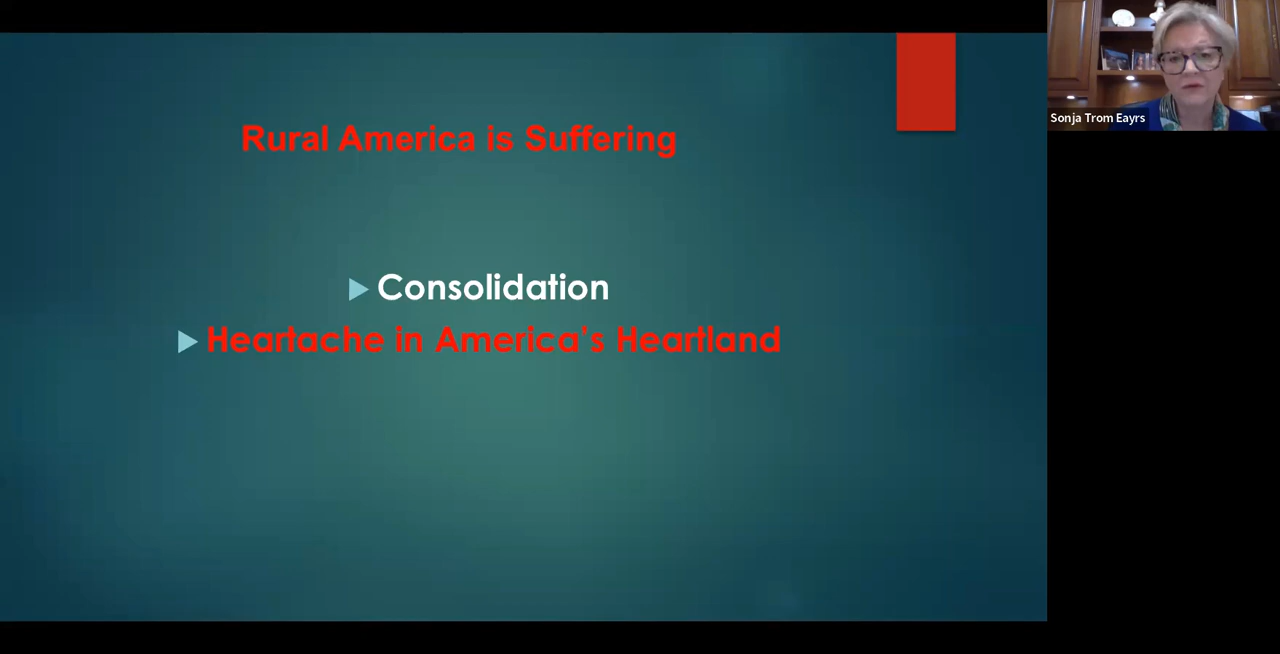 Rural America is Suffering
Consolidation
Heartache in America's Heartland
Sonja Trom Eayrs